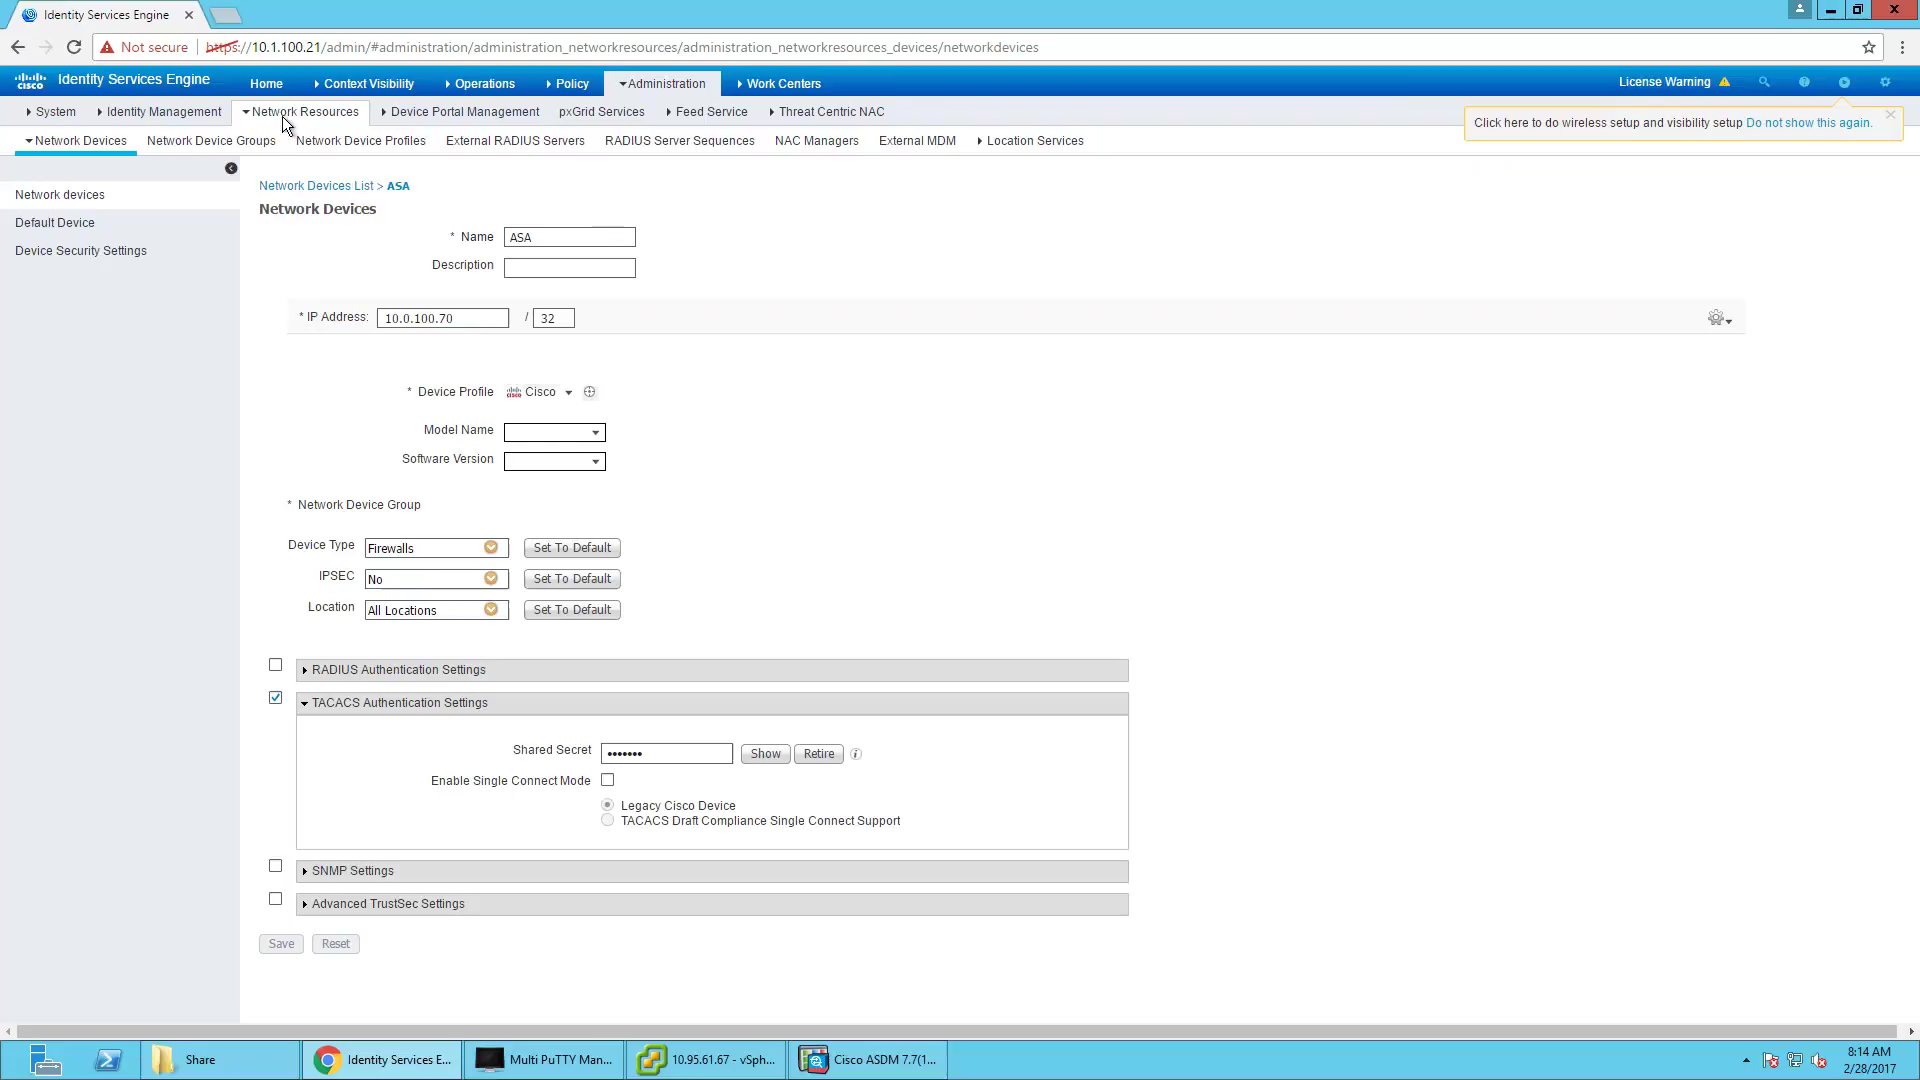 Identity Services Engine
Not secure https://10.1.100.21/admin/#administration/administration_networkresources/administration_networkresources_devices/networkdevices
cisco Identity Services Engine Home Context Visibility Operations Policy Administration Work Centers License Warning
System Identity Management Network Resources Device Portal Management pxGrid Services Feed Service Threat Centric NAC
Click here to do wireless setup and visibility setup Do not show this again.
Network Devices Network Device Groups Network Device Profiles External RADIUS Servers RADIUS Server Sequences NAC Managers External MDM Location Services
Network devices
Default Device
Device Security Settings
Network Devices List > ASA
Network Devices
* Name ASA
Description
* IP Address: 10.0.100.70 / 32
* Device Profile Cisco
Model Name
Software Version
* Network Device Group
Device Type Firewalls Set To Default
IPSEC No Set To Default
Location All Locations Set To Default
RADIUS Authentication Settings
TACACS Authentication Settings
Shared Secret ••••••• Show Retire i
Enable Single Connect Mode
Legacy Cisco Device
TACACS Draft Compliance Single Connect Support
SNMP Settings
Advanced TrustSec Settings
Save Reset
Share Identity Services E... Multi PuTTY Man... 10.95.61.67 - vSph... Cisco ASDM 7.7(1...
8:14 AM
2/28/2017